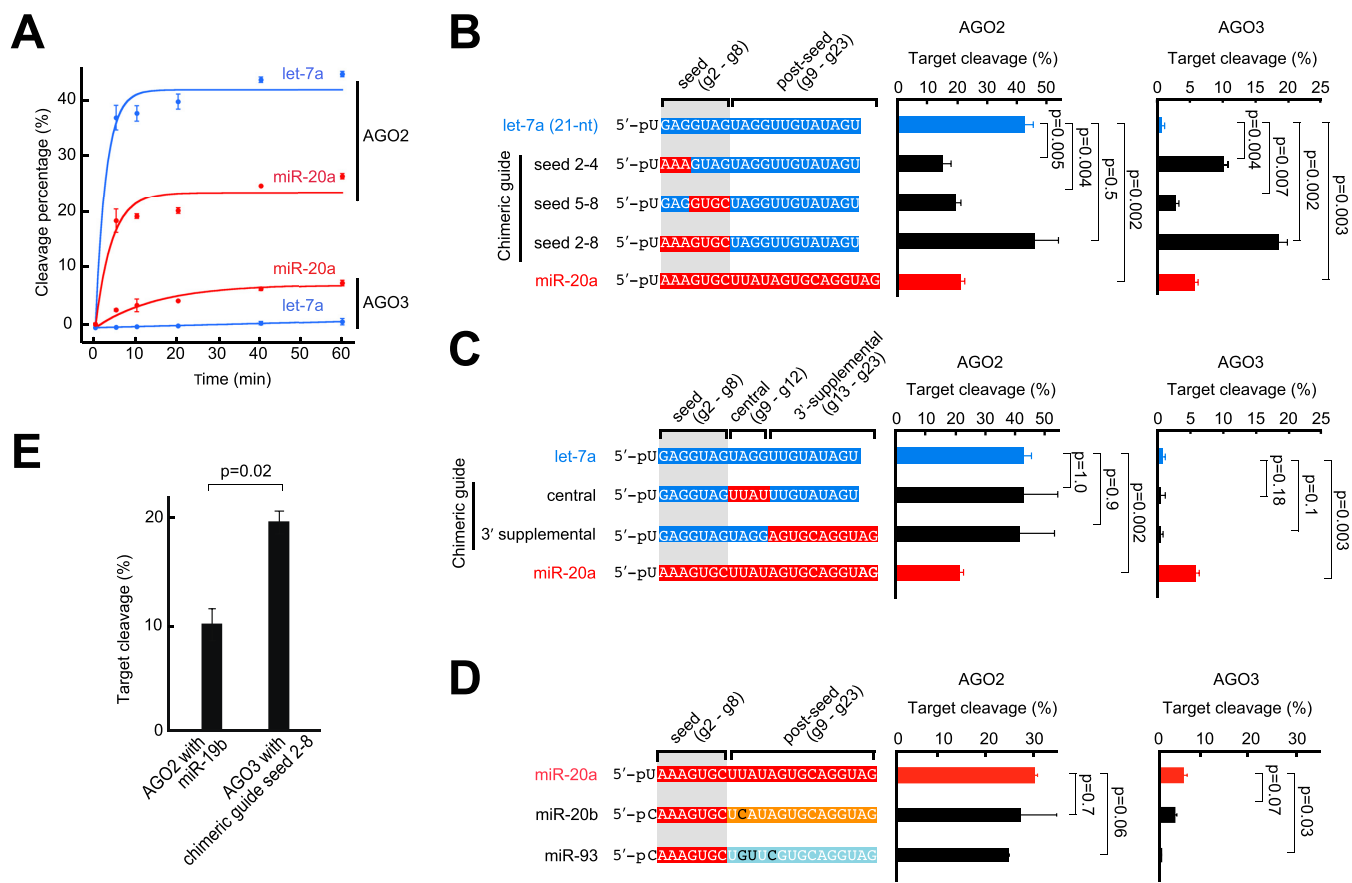 A
let-7a
AGO2
miR-20a
miR-20a
AGO3
let-7a
Cleavage percentage (%)
40
30
20
10
0
0
10
20
30
40
50
60
Time (min)
B
seed
(g2 - g8)
post-seed
(g9 - g23)
AGO2
Target cleavage (%)
0 10 20 30 40 50
AGO3
Target cleavage (%)
0 5 10 15 20 25
let-7a (21-nt) 5′-pUGAGGUAGUAGGUUGUAUAGU
Chimeric guide
seed 2-4 5′-pUAAAGUAGUAGGUUGUAUAGU
seed 5-8 5′-pUGAGGUGCUAGGUUGUAUAGU
seed 2-8 5′-pUAAAGUGCUAGGUUGUAUAGU
miR-20a 5′-pUAAAGUGCUUAUAGUGCAGGUAG
p=0.005
p=0.004
p=0.5
p=0.002
p=0.004
p=0.007
p=0.002
p=0.003
C
seed
(g2 - g8)
central
(g9 - g12)
3'-supplemental
(g13 - g23)
AGO2
Target cleavage (%)
0 10 20 30 40 50
AGO3
Target cleavage (%)
0 5 10 15 20 25
let-7a 5′-pUGAGGUAGUAGGUUGUAUAGU
Chimeric guide
central 5′-pUGAGGUAGUUAUUUGUAUAGU
3′ supplemental 5′-pUGAGGUAGUAGGAGUGCAGGUAG
miR-20a 5′-pUAAAGUGCUUAUAGUGCAGGUAG
p=1.0
p=0.9
p=0.002
p=0.18
p=0.1
p=0.003
E
p=0.02
Target cleavage (%)
20
10
0
AGO2 with
miR-19b
AGO3 with
chimeric guide seed 2-8
D
seed
(g2 - g8)
post-seed
(g9 - g23)
AGO2
Target cleavage (%)
0 10 20 30
AGO3
Target cleavage (%)
0 10 20 30
miR-20a 5′-pUAAAGUGCUUAUAGUGCAGGUAG
miR-20b 5′-pCAAAGUGCUCAUAGUGCAGGUAG
miR-93 5′-pCAAAGUGCUGUUCGUGCAGGUAG
p=0.7
p=0.06
p=0.07
p=0.03